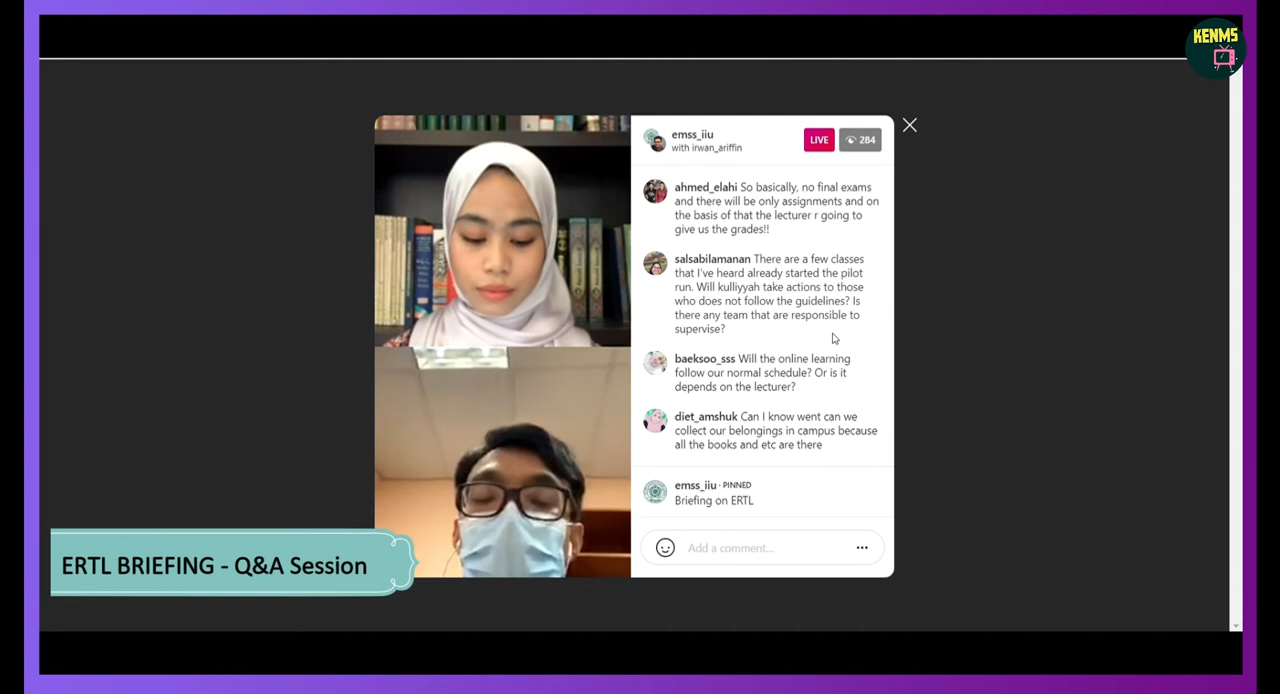 KENMS
emss_iiu
with irwan_ariffin
LIVE
284
ahmed_elahi So basically, no final exams
and there will be only assignments and on
the basis of that the lecturer r going to
give us the grades!!
salsabilamanan There are a few classes
that I've heard already started the pilot
run. Will kulliyyah take actions to those
who does not follow the guidelines? Is
there any team that are responsible to
supervise?
baeksoo_sss Will the online learning
follow our normal schedule? Or is it
depends on the lecturer?
diet_amshuk Can I know went can we
collect our belongings in campus because
all the books and etc are there
emss_iiu · PINNED
Briefing on ERTL
Add a comment...
ERTL BRIEFING - Q&A Session